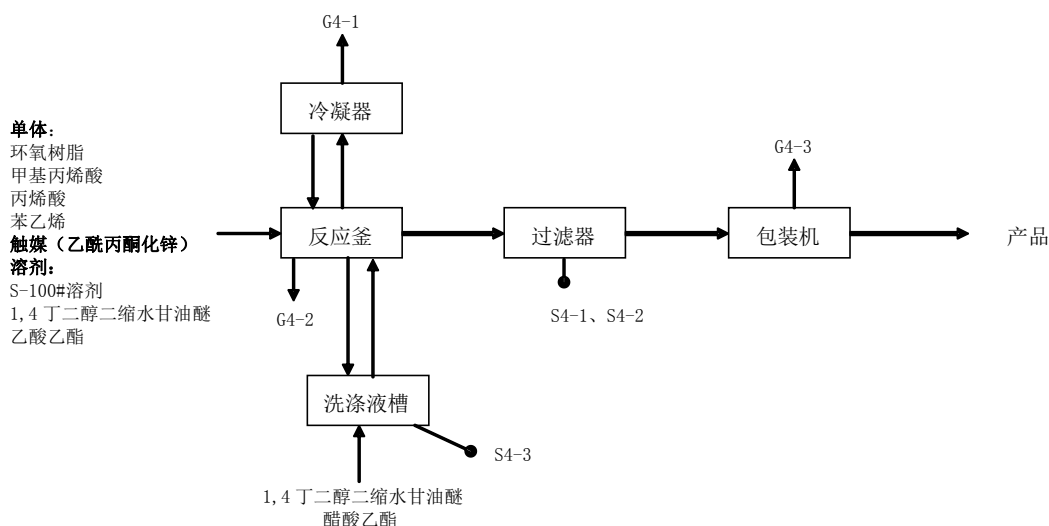 G4-1
冷凝器
单体：
环氧树脂
甲基丙烯酸
丙烯酸
苯乙烯
触媒（乙酰丙酮化锌）
溶剂：
S-100#溶剂
1,4丁二醇二缩水甘油醚
乙酸乙酯
反应釜
G4-2
过滤器
S4-1、S4-2
G4-3
包装机
产品
洗涤液槽
S4-3
1,4丁二醇二缩水甘油醚
醋酸乙酯